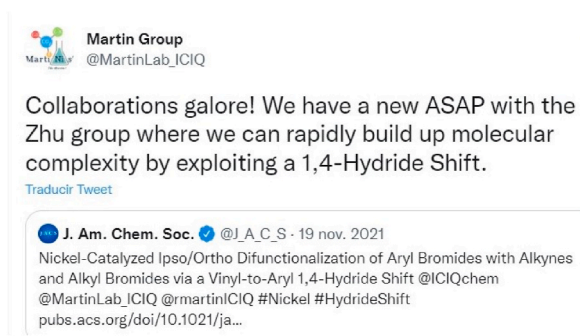 Martin Group
@MartinLab_ICIQ
Collaborations galore! We have a new ASAP with the
Zhu group where we can rapidly build up molecular
complexity by exploiting a 1,4-Hydride Shift.
Traducir Tweet
J. Am. Chem. Soc. @J_A_C_S · 19 nov. 2021
Nickel-Catalyzed Ipso/Ortho Difunctionalization of Aryl Bromides with Alkynes
and Alkyl Bromides via a Vinyl-to-Aryl 1,4-Hydride Shift @ICIQchem
@MartinLab_ICIQ @rmartinICIQ #Nickel #HydrideShift
pubs.acs.org/doi/10.1021/ja...